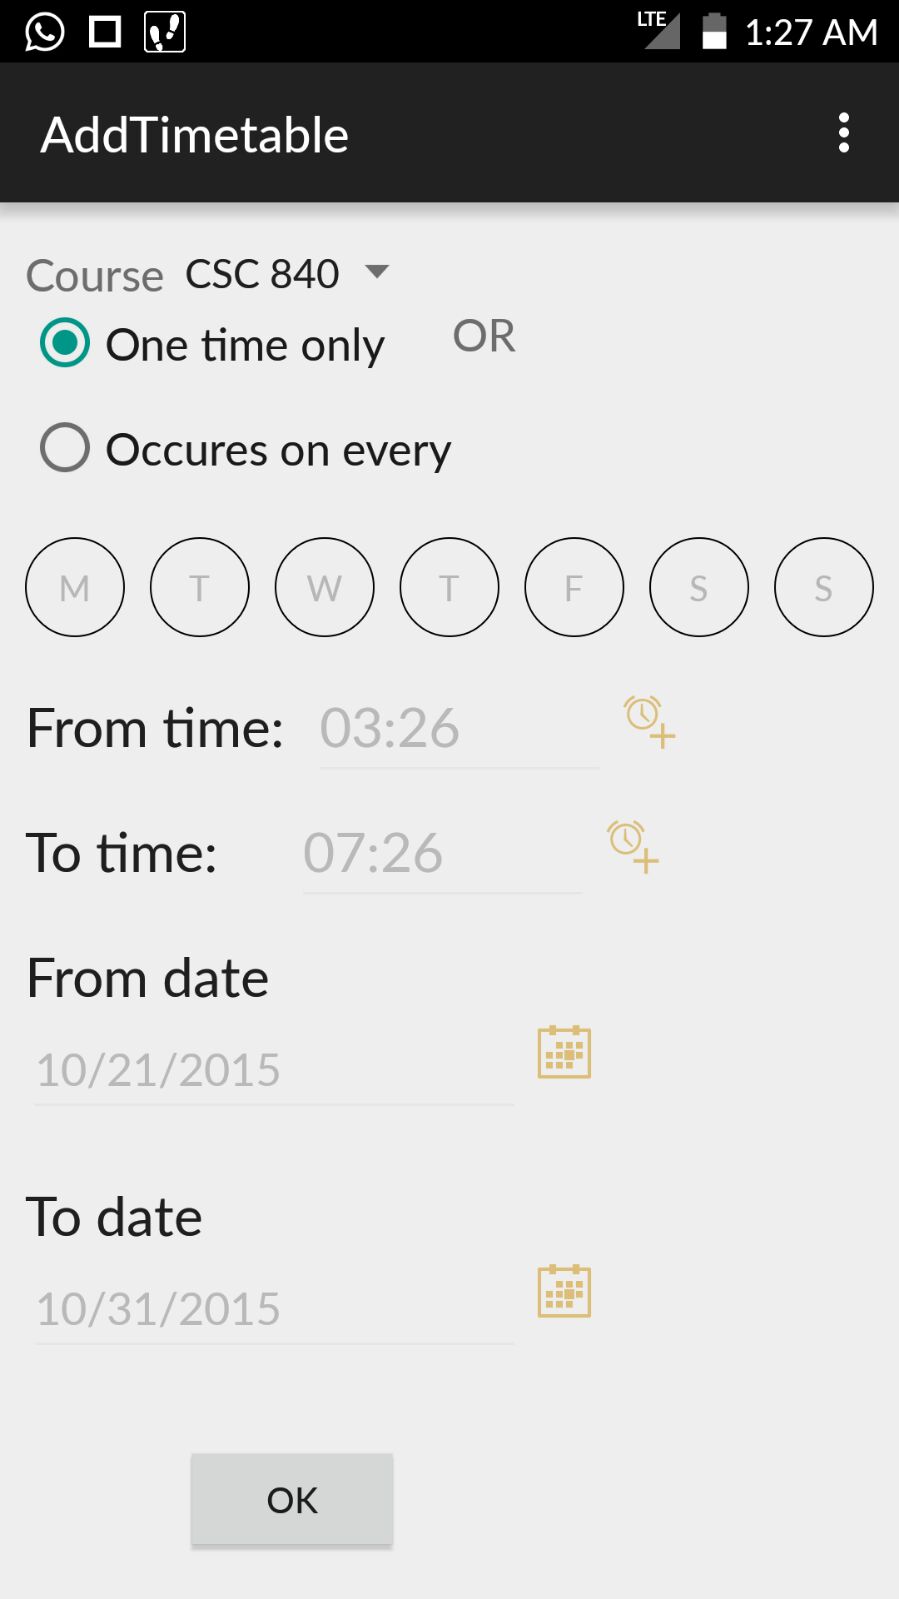 LTE 1:27 AM
AddTimetable
Course CSC 840
One time only OR
Occures on every
M T W T F S S
From time: 03:26
To time: 07:26
From date
10/21/2015
To date
10/31/2015
OK